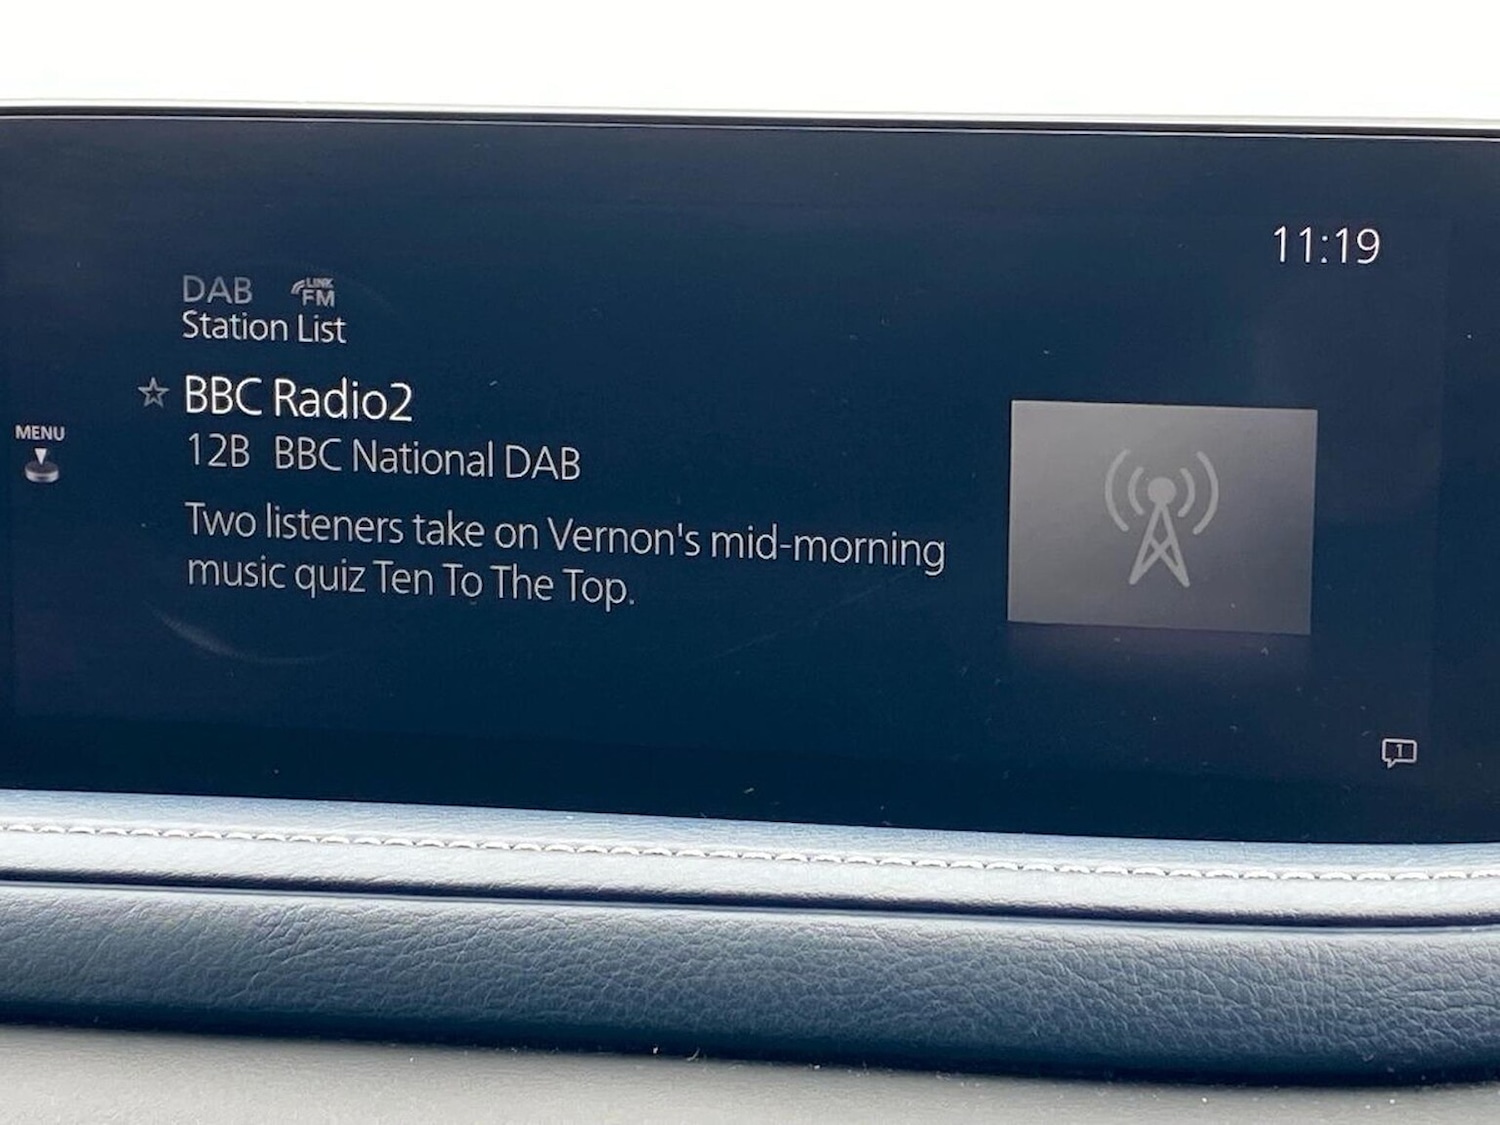 11:19
DAB LINK FM
Station List
BBC Radio2
MENU
12B BBC National DAB
Two listeners take on Vernon's mid-morning
music quiz Ten To The Top.
1